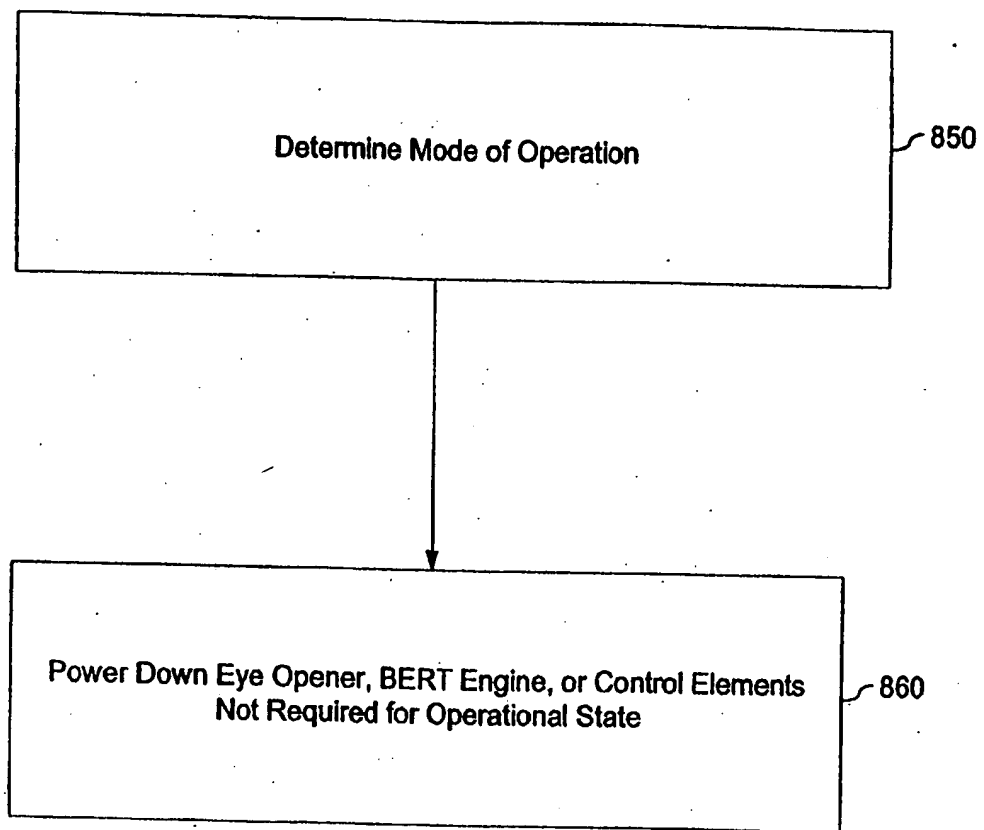 Determine Mode of Operation
850
Power Down Eye Opener, BERT Engine, or Control Elements
Not Required for Operational State
860